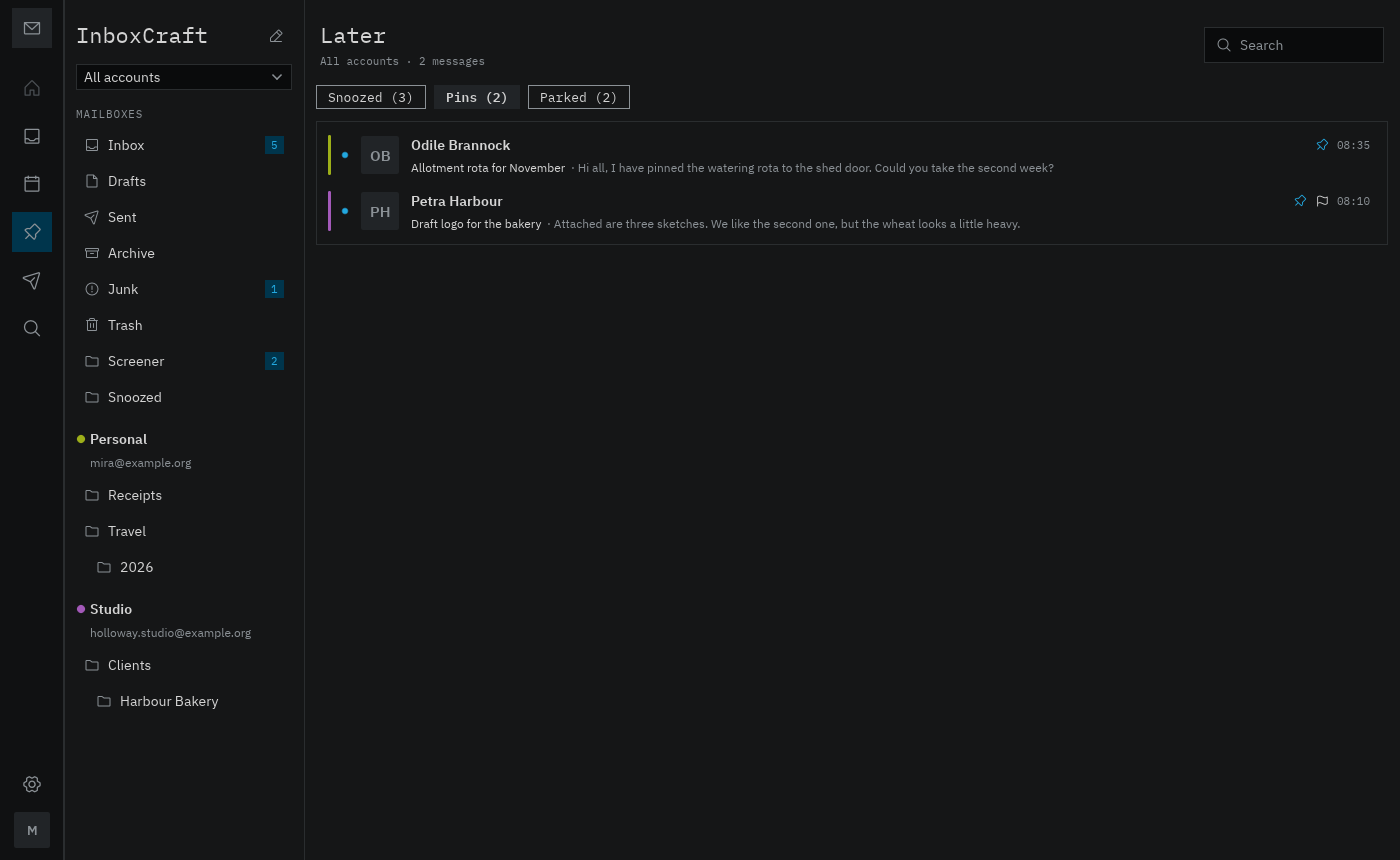 InboxCraft
All accounts
MAILBOXES
Inbox 5
Drafts
Sent
Archive
Junk 1
Trash
Screener 2
Snoozed
Personal
mira@example.org
Receipts
Travel
2026
Studio
holloway.studio@example.org
Clients
Harbour Bakery
M
Later
All accounts · 2 messages
Search
Snoozed (3) Pins (2) Parked (2)
OB Odile Brannock 08:35
Allotment rota for November · Hi all, I have pinned the watering rota to the shed door. Could you take the second week?
PH Petra Harbour 08:10
Draft logo for the bakery · Attached are three sketches. We like the second one, but the wheat looks a little heavy.